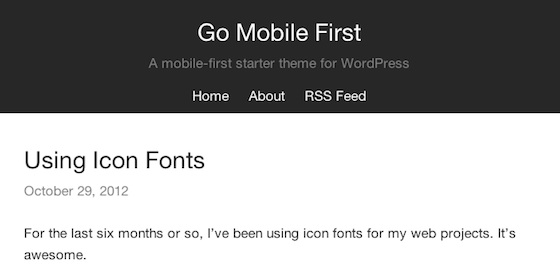 Go Mobile First
A mobile-first starter theme for WordPress
Home About RSS Feed
Using Icon Fonts
October 29, 2012
For the last six months or so, I’ve been using icon fonts for my web projects. It’s
awesome.